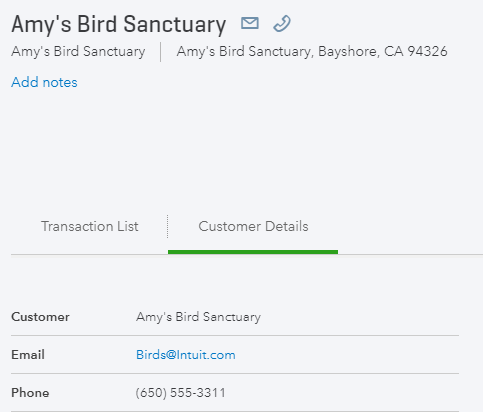 Amy's Bird Sanctuary
Amy's Bird Sanctuary Amy's Bird Sanctuary, Bayshore, CA 94326
Add notes
Transaction List Customer Details
Customer Amy's Bird Sanctuary
Email Birds@Intuit.com
Phone (650) 555-3311